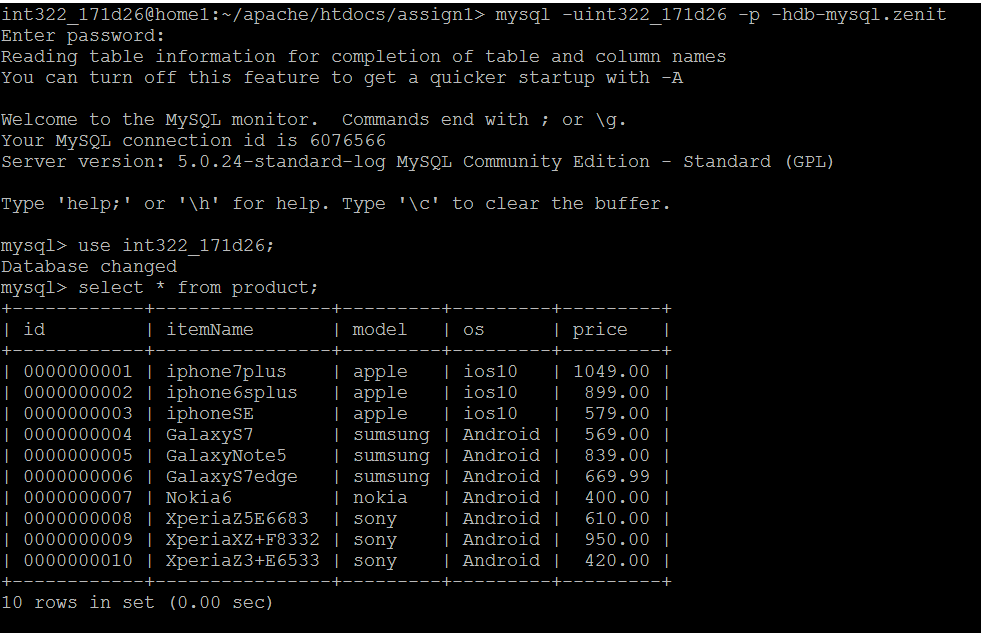 int322_171d26@home1:~/apache/htdocs/assign1> mysql -uint322_171d26 -p -hdb-mysql.zenit
Enter password:
Reading table information for completion of table and column names
You can turn off this feature to get a quicker startup with -A
Welcome to the MySQL monitor.  Commands end with ; or \g.
Your MySQL connection id is 6076566
Server version: 5.0.24-standard-log MySQL Community Edition - Standard (GPL)
Type 'help;' or '\h' for help. Type '\c' to clear the buffer.
mysql> use int322_171d26;
Database changed
mysql> select * from product;
+------------+----------------+---------+---------+---------+
| id         | itemName       | model   | os      | price   |
+------------+----------------+---------+---------+---------+
| 0000000001 | iphone7plus    | apple   | ios10   | 1049.00 |
| 0000000002 | iphone6splus   | apple   | ios10   |  899.00 |
| 0000000003 | iphoneSE       | apple   | ios10   |  579.00 |
| 0000000004 | GalaxyS7       | sumsung | Android |  569.00 |
| 0000000005 | GalaxyNote5    | sumsung | Android |  839.00 |
| 0000000006 | GalaxyS7edge   | sumsung | Android |  669.99 |
| 0000000007 | Nokia6         | nokia   | Android |  400.00 |
| 0000000008 | XperiaZ5E6683  | sony    | Android |  610.00 |
| 0000000009 | XperiaXZ+F8332 | sony    | Android |  950.00 |
| 0000000010 | XperiaZ3+E6533 | sony    | Android |  420.00 |
+------------+----------------+---------+---------+---------+
10 rows in set (0.00 sec)